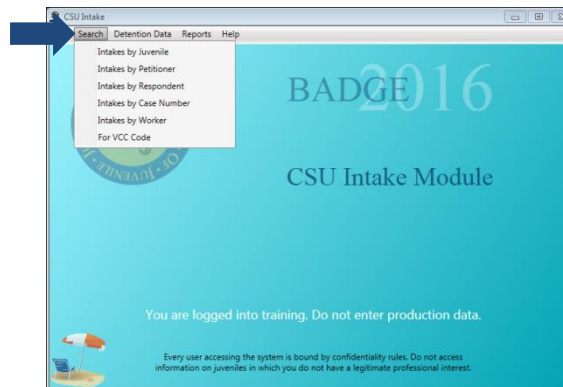 CSU Intake
Search Detention Data Reports Help
Intakes by Juvenile
Intakes by Petitioner
Intakes by Respondent
Intakes by Case Number
Intakes by Worker
For VCC Code
BADGE 2016
OF JUVENILE
CSU Intake Module
You are logged into training. Do not enter production data.
Every user accessing the system is bound by confidentiality rules. Do not access
information on juveniles in which you do not have a legitimate professional interest.